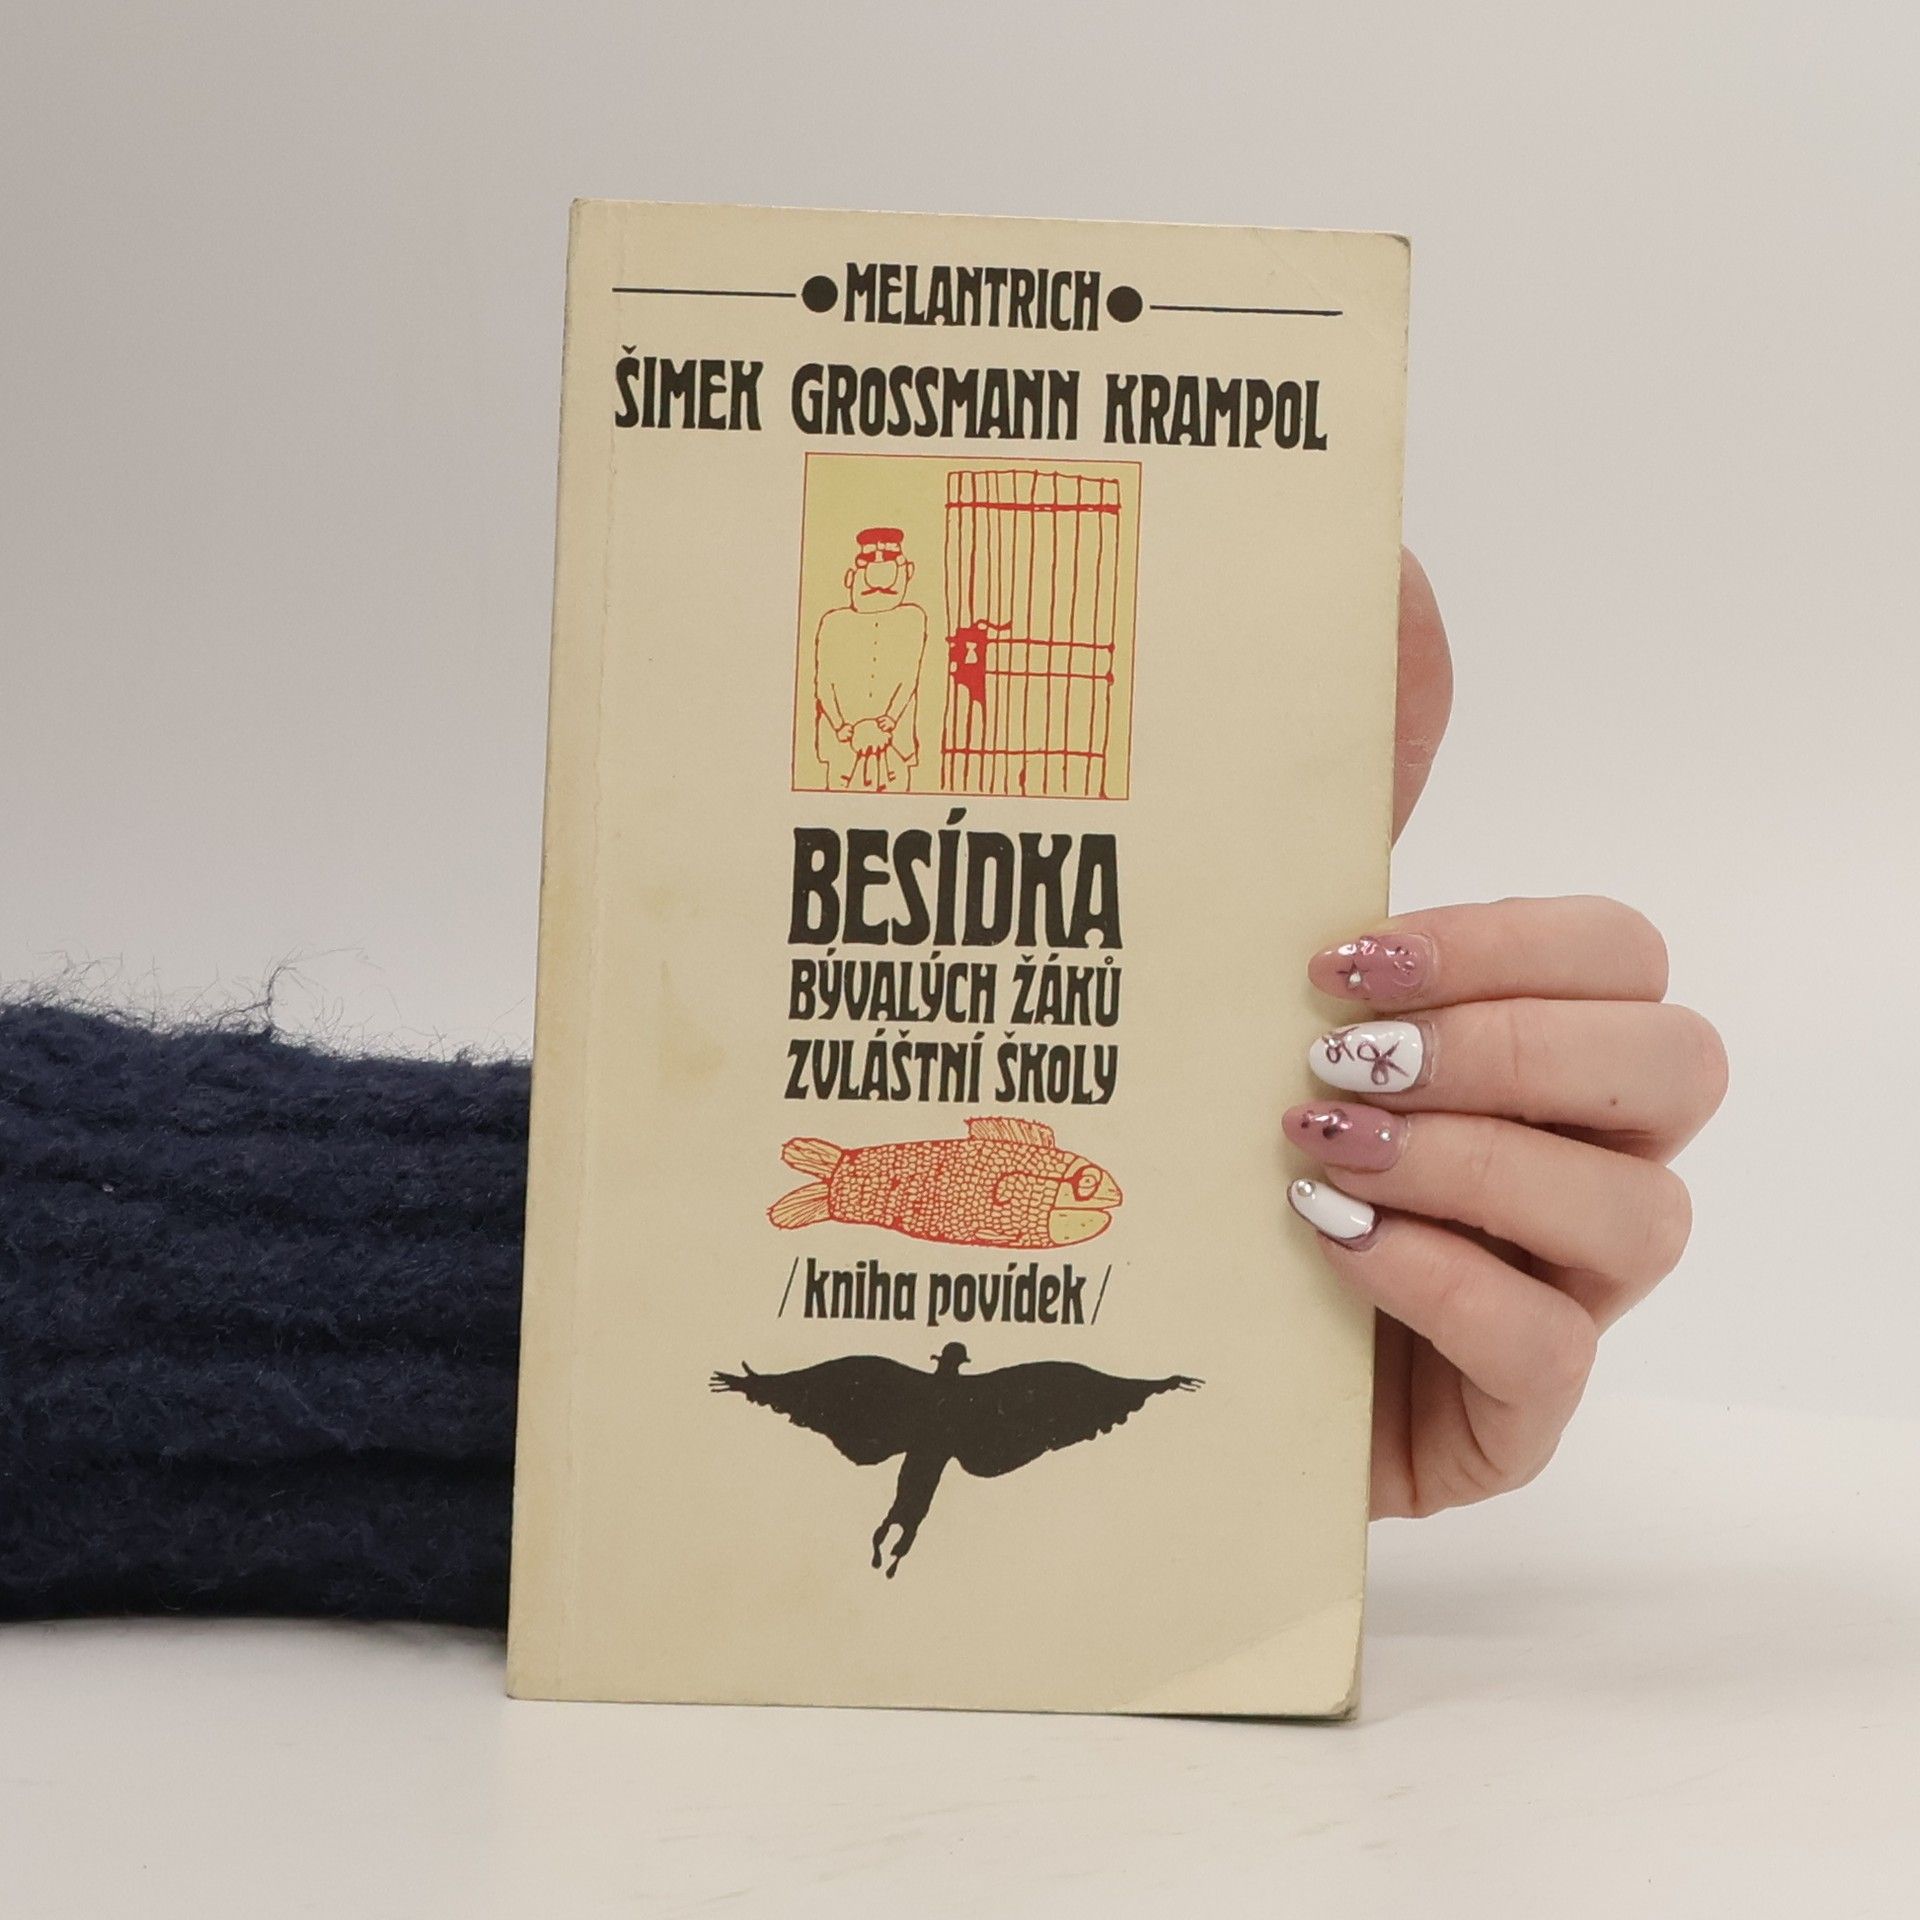 MELANTRICH
ŠIMEK GROSSMANN KRAMPOL
BESÍDKA
BÝVALÝCH ŽÁKŮ
ZVLÁŠTNÍ ŠKOLY
/kniha povídek/